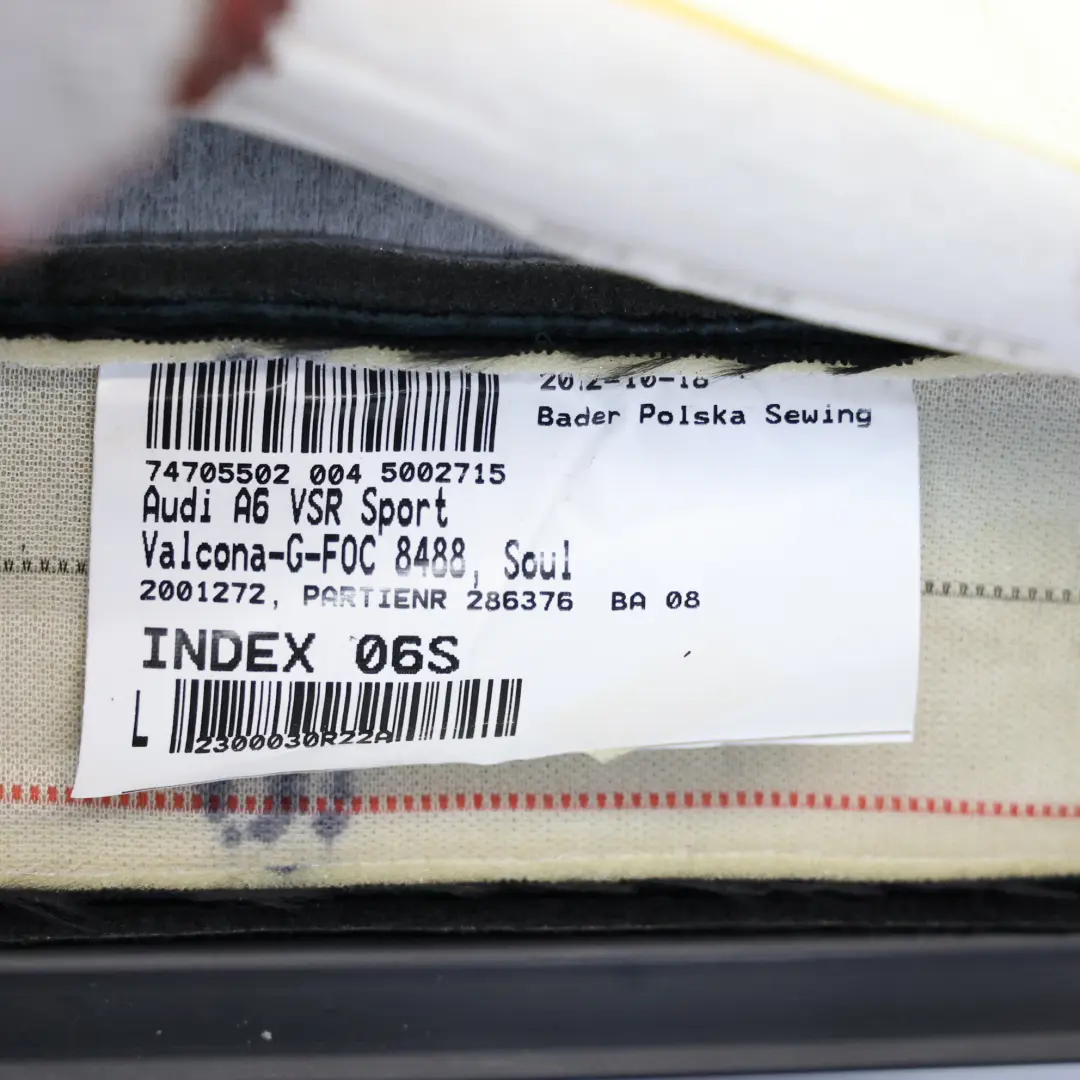 2012-10-18
Bader Polska Sewing
74705502 004 5002715
Audi A6 VSR Sport
Valcona-G-FOC 8488, Soul
2001272, PARTIENR 286376 BA 08
INDEX 06S
L
2300030R22A